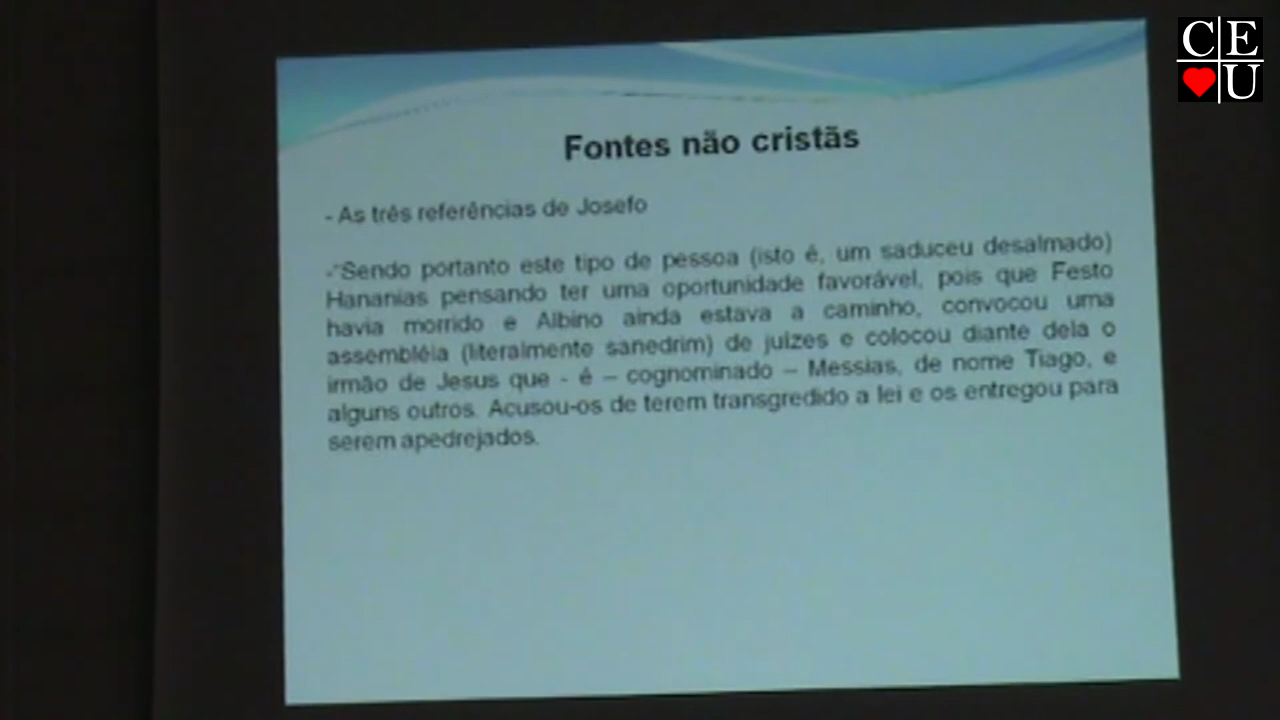 CE
U
Fontes não cristãs
- As três referências de Josefo
-"Sendo portanto este tipo de pessoa (isto é, um saduceu desalmado)
Hananias pensando ter uma oportunidade favorável, pois que Festo
havia morrido e Albino ainda estava a caminho, convocou uma
assembléia (literalmente sanedrim) de juízes e colocou diante dela o
irmão de Jesus que - é – cognominado – Messias, de nome Tiago, e
alguns outros. Acusou-os de terem transgredido a lei e os entregou para
serem apedrejados.